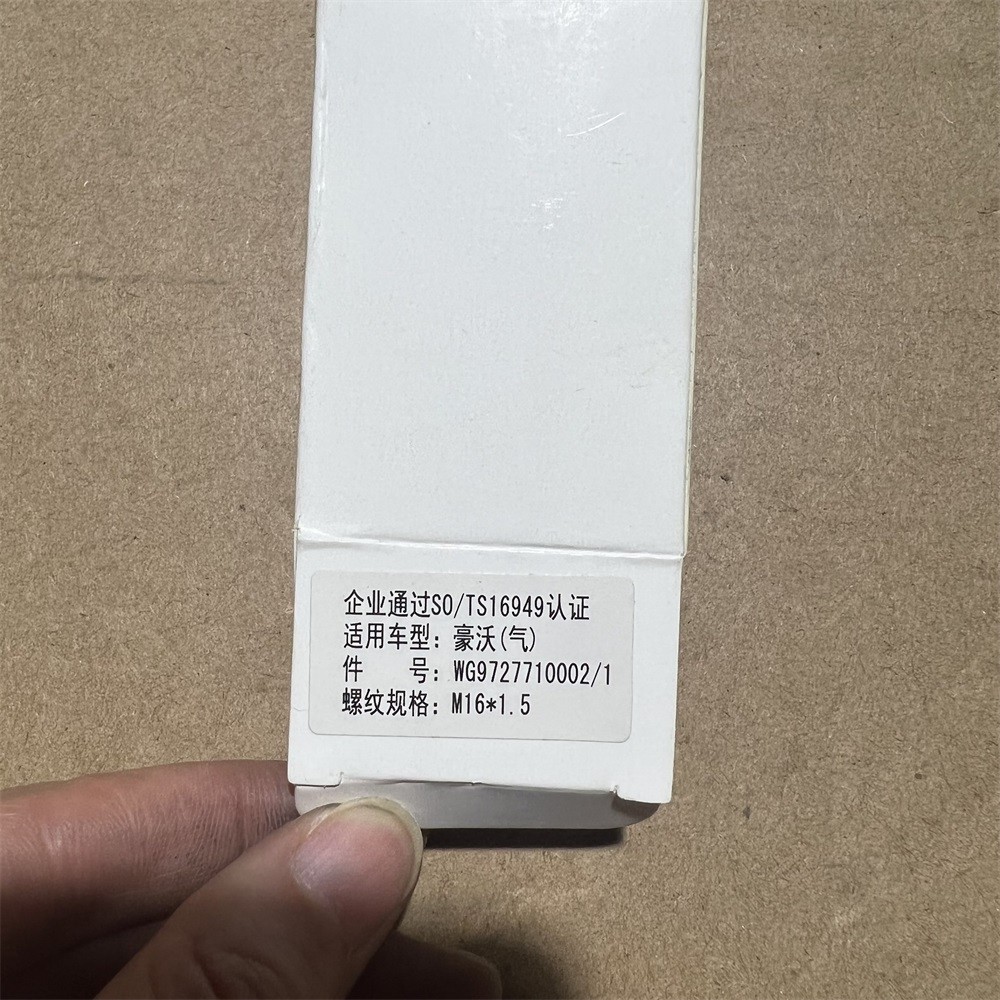 企业通过SO/TS16949认证
适用车型：豪沃(气)
件　　号：WG9727710002/1
螺纹规格：M16*1.5